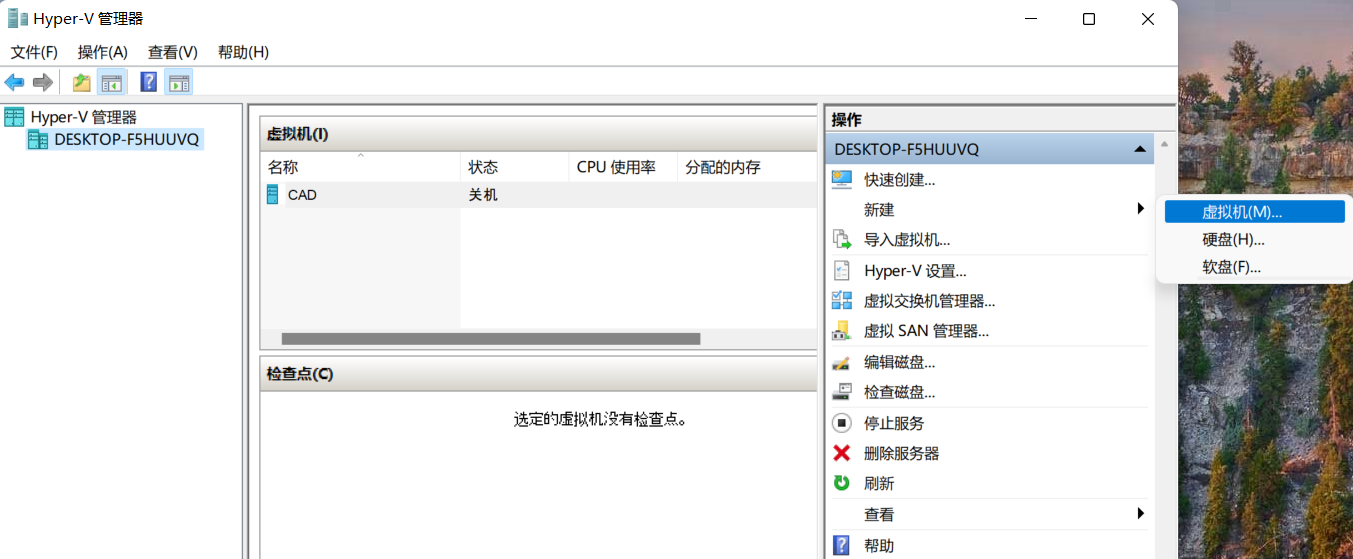 Hyper-V 管理器
文件(F) 操作(A) 查看(V) 帮助(H)
Hyper-V 管理器
DESKTOP-F5HUUVQ
虚拟机(I)
名称 状态 CPU 使用率 分配的内存
CAD 关机
检查点(C)
选定的虚拟机没有检查点。
操作
DESKTOP-F5HUUVQ
快速创建...
新建
导入虚拟机...
Hyper-V 设置...
虚拟交换机管理器...
虚拟 SAN 管理器...
编辑磁盘...
检查磁盘...
停止服务
删除服务器
刷新
查看
帮助
虚拟机(M)...
硬盘(H)...
软盘(F)...